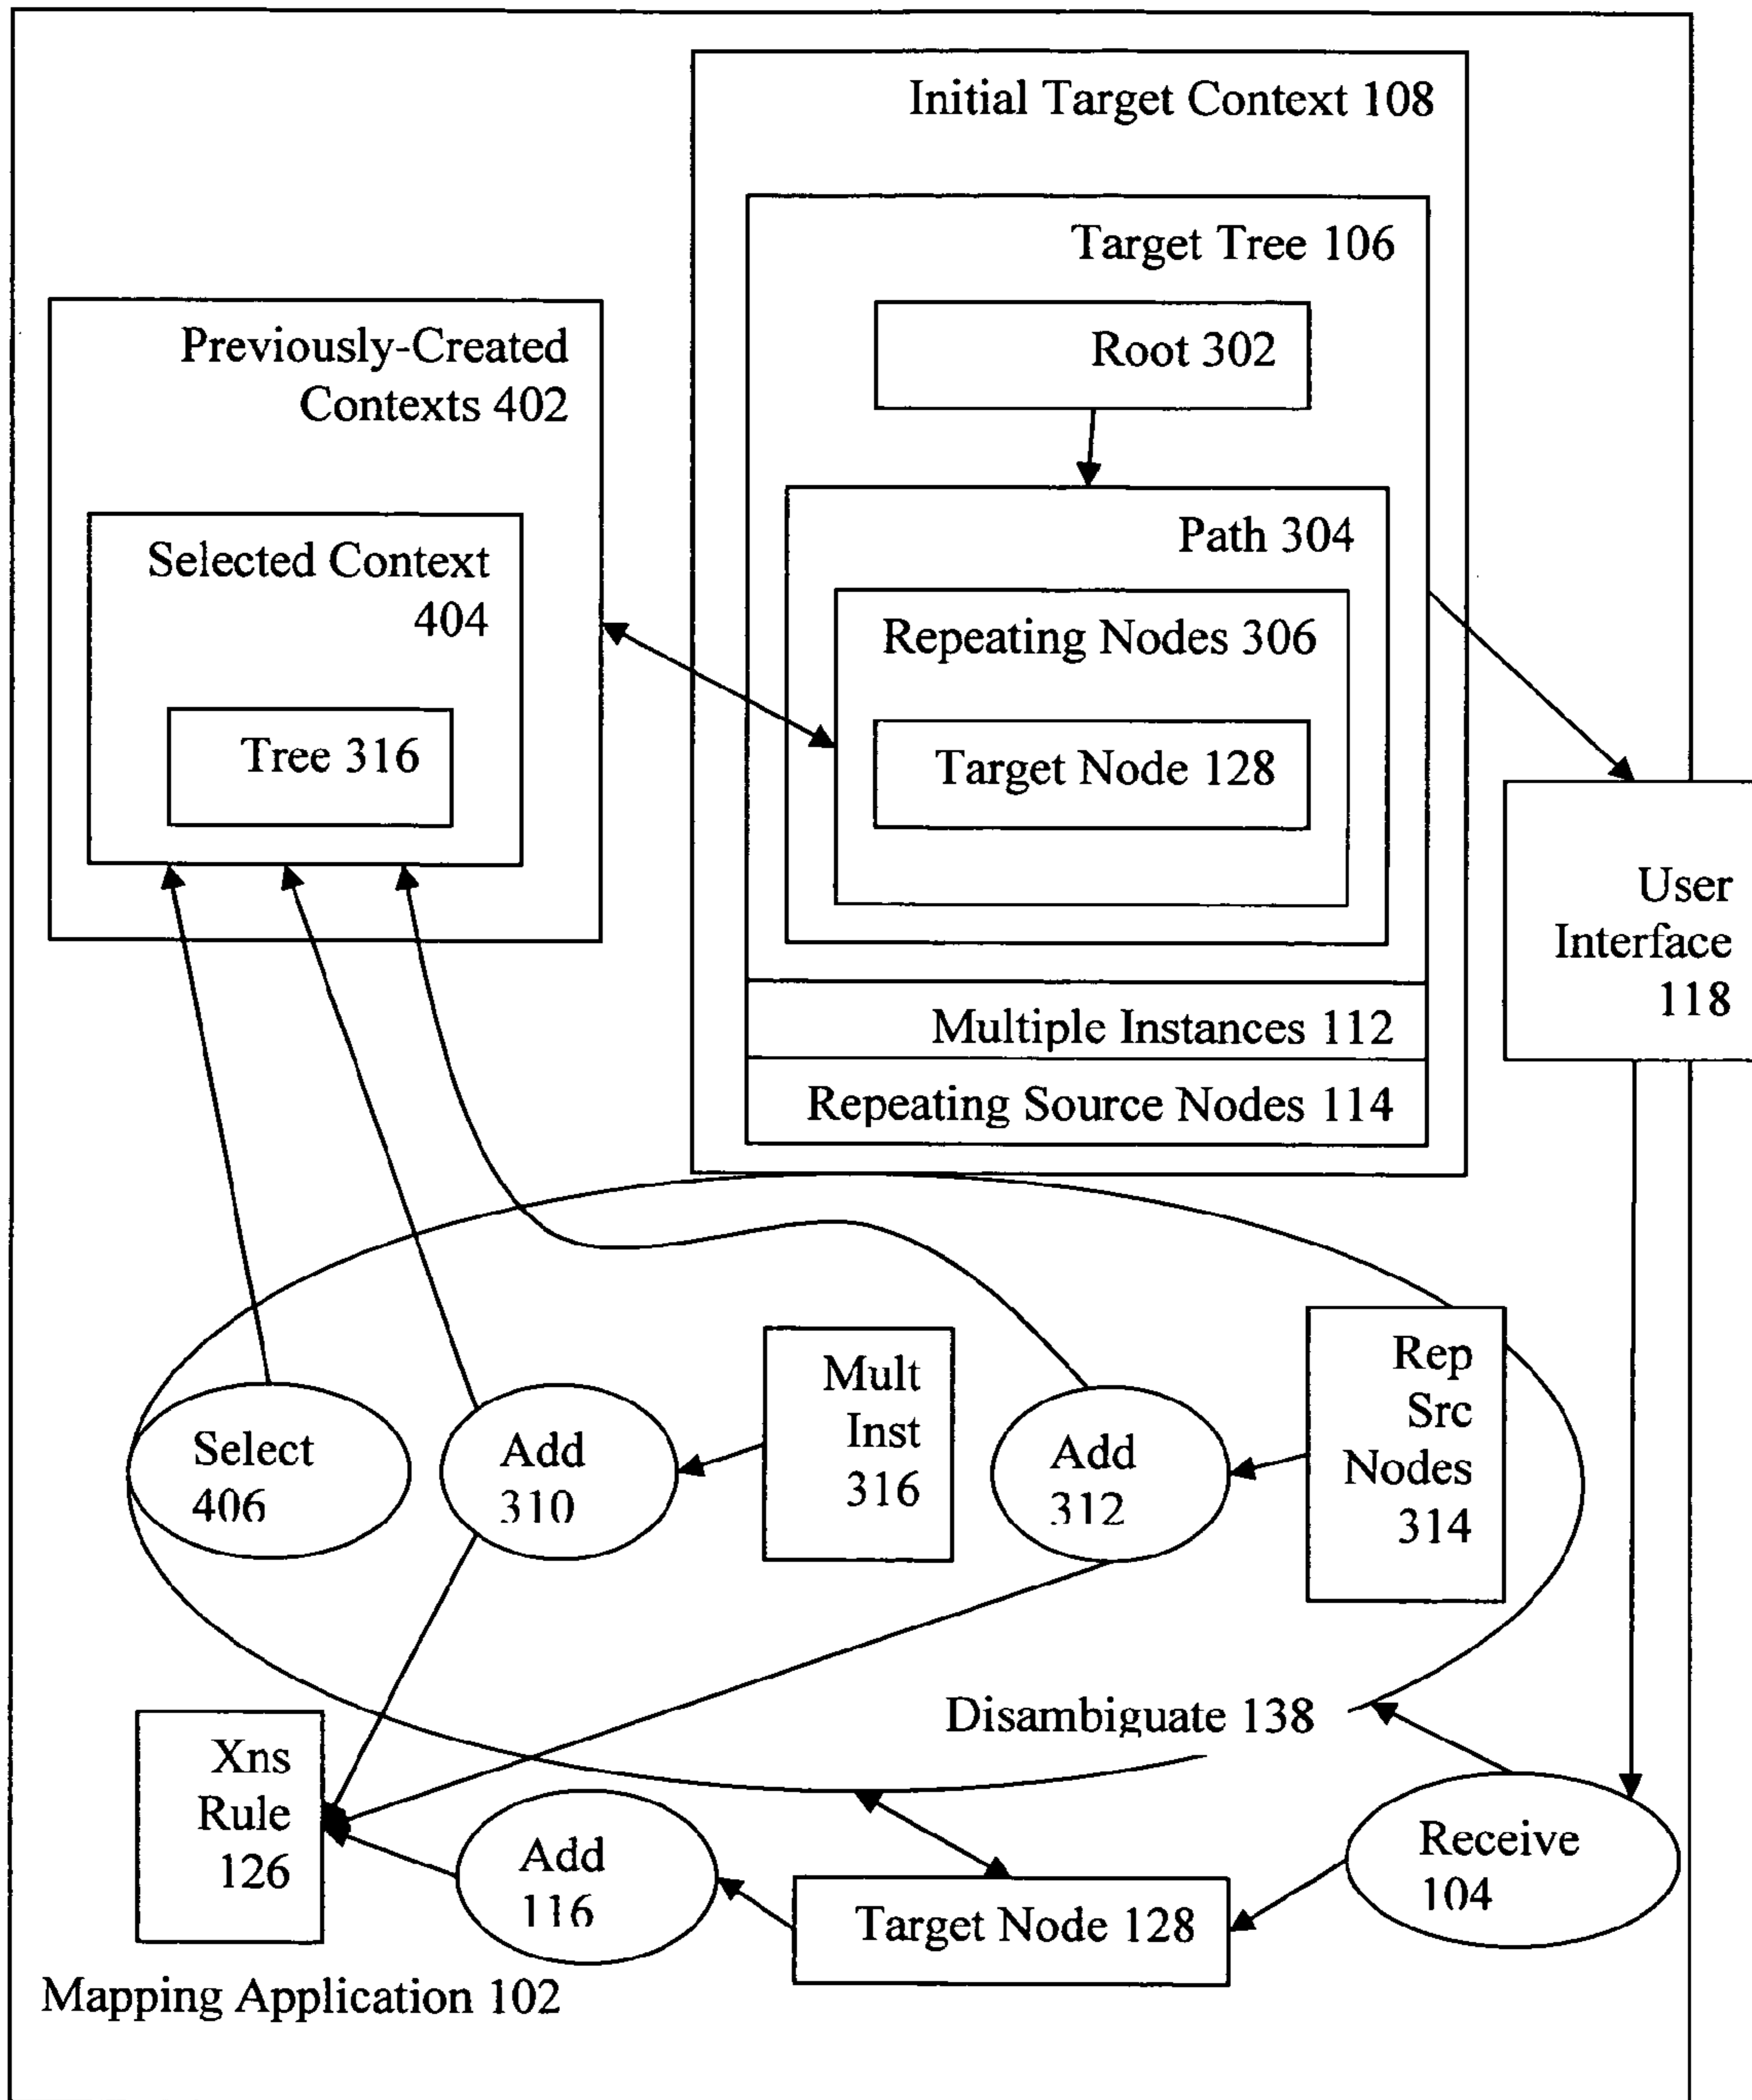 Initial Target Context 108
Target Tree 106
Root 302
Previously-Created
Contexts 402
Path 304
Selected Context
404
Repeating Nodes 306
Tree 316
Target Node 128
User
Interface
118
Multiple Instances 112
Repeating Source Nodes 114
Select
406
Add
310
Mult
Inst
316
Add
312
Rep
Src
Nodes
314
Disambiguate 138
Xns
Rule
126
Add
116
Target Node 128
Receive
104
Mapping Application 102